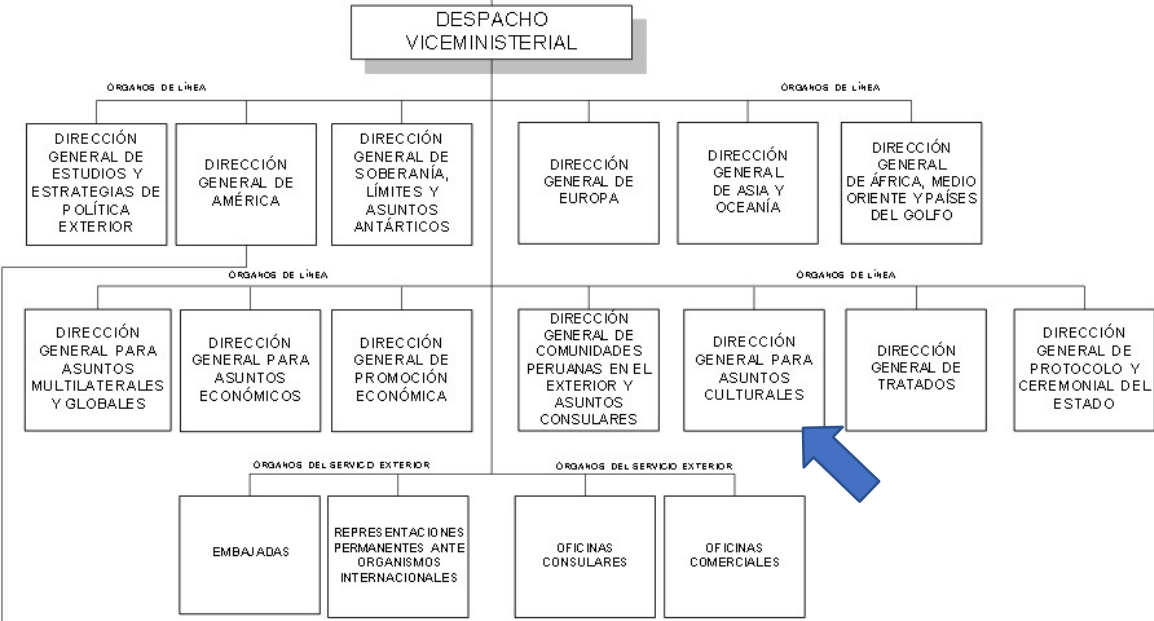 DESPACHO
VICEMINISTERIAL
ÓRGANOS DE LÍNEA
ÓRGANOS DE LÍNEA
DIRECCIÓN
GENERAL DE
ESTUDIOS Y
ESTRATEGIAS DE
POLÍTICA
EXTERIOR
DIRECCIÓN
GENERAL DE
AMÉRICA
DIRECCIÓN
GENERAL DE
SOBERANÍA,
LÍMITES Y
ASUNTOS
ANTÁRTICOS
DIRECCIÓN
GENERAL DE
EUROPA
DIRECCIÓN
GENERAL
DE ASIA Y
OCEANÍA
DIRECCIÓN
GENERAL
DE ÁFRICA, MEDIO
ORIENTE Y PAÍSES
DEL GOLFO
ÓRGANOS DE LÍNEA
ÓRGANOS DE LÍNEA
DIRECCIÓN
GENERAL PARA
ASUNTOS
MULTILATERALES
Y GLOBALES
DIRECCIÓN
GENERAL PARA
ASUNTOS
ECONÓMICOS
DIRECCIÓN
GENERAL DE
PROMOCIÓN
ECONÓMICA
DIRECCIÓN
GENERAL DE
COMUNIDADES
PERUANAS EN EL
EXTERIOR Y
ASUNTOS
CONSULARES
DIRECCIÓN
GENERAL PARA
ASUNTOS
CULTURALES
DIRECCIÓN
GENERAL DE
TRATADOS
DIRECCIÓN
GENERAL DE
PROTOCOLO Y
CEREMONIAL DEL
ESTADO
ÓRGANOS DEL SERVICIO EXTERIOR
ÓRGANOS DEL SERVICIO EXTERIOR
EMBAJADAS
REPRESENTACIONES
PERMANENTES ANTE
ORGANISMOS
INTERNACIONALES
OFICINAS
CONSULARES
OFICINAS
COMERCIALES